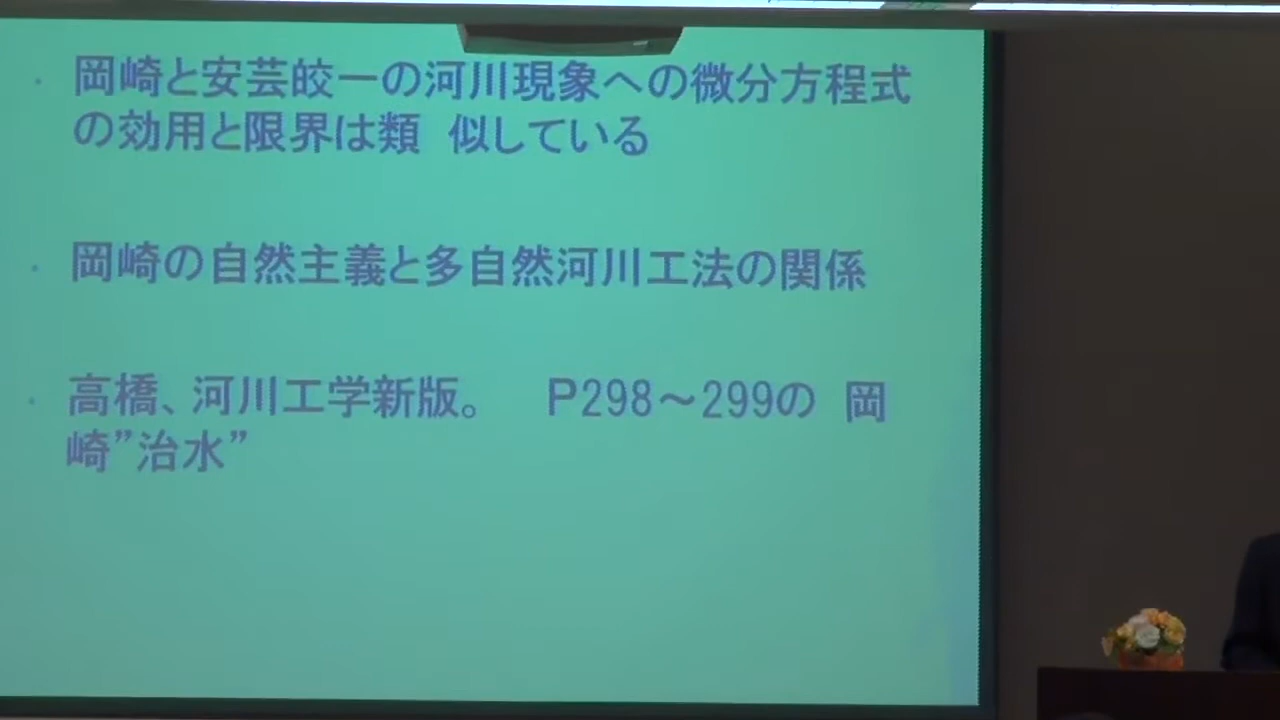 ・岡崎と安芸皎一の河川現象への微分方程式
の効用と限界は類　似している
・岡崎の自然主義と多自然河川工法の関係
・高橋、河川工学新版。　P298～299の　岡
崎”治水”